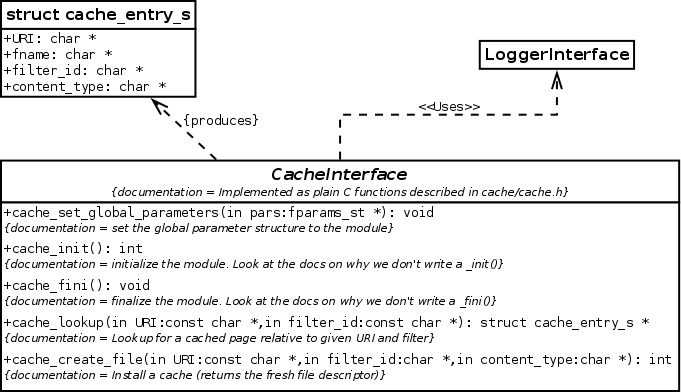 struct cache_entry_s
+URI: char *
+fname: char *
+filter_id: char *
+content_type: char *
LoggerInterface
<<Uses>>
{produces}
CacheInterface
{documentation = Implemented as plain C functions described in cache/cache.h}
+cache_set_global_parameters(in pars:fparams_st *): void
{documentation = set the global parameter structure to the module}
+cache_init(): int
{documentation = initialize the module. Look at the docs on why we don't write a _init()}
+cache_fini(): void
{documentation = finalize the module. Look at the docs on why we don't write a _fini()}
+cache_lookup(in URI:const char *,in filter_id:const char *): struct cache_entry_s *
{documentation = Lookup for a cached page relative to given URI and filter}
+cache_create_file(in URI:const char *,in filter_id:char *,in content_type:char *): int
{documentation = Install a cache (returns the fresh file descriptor)}